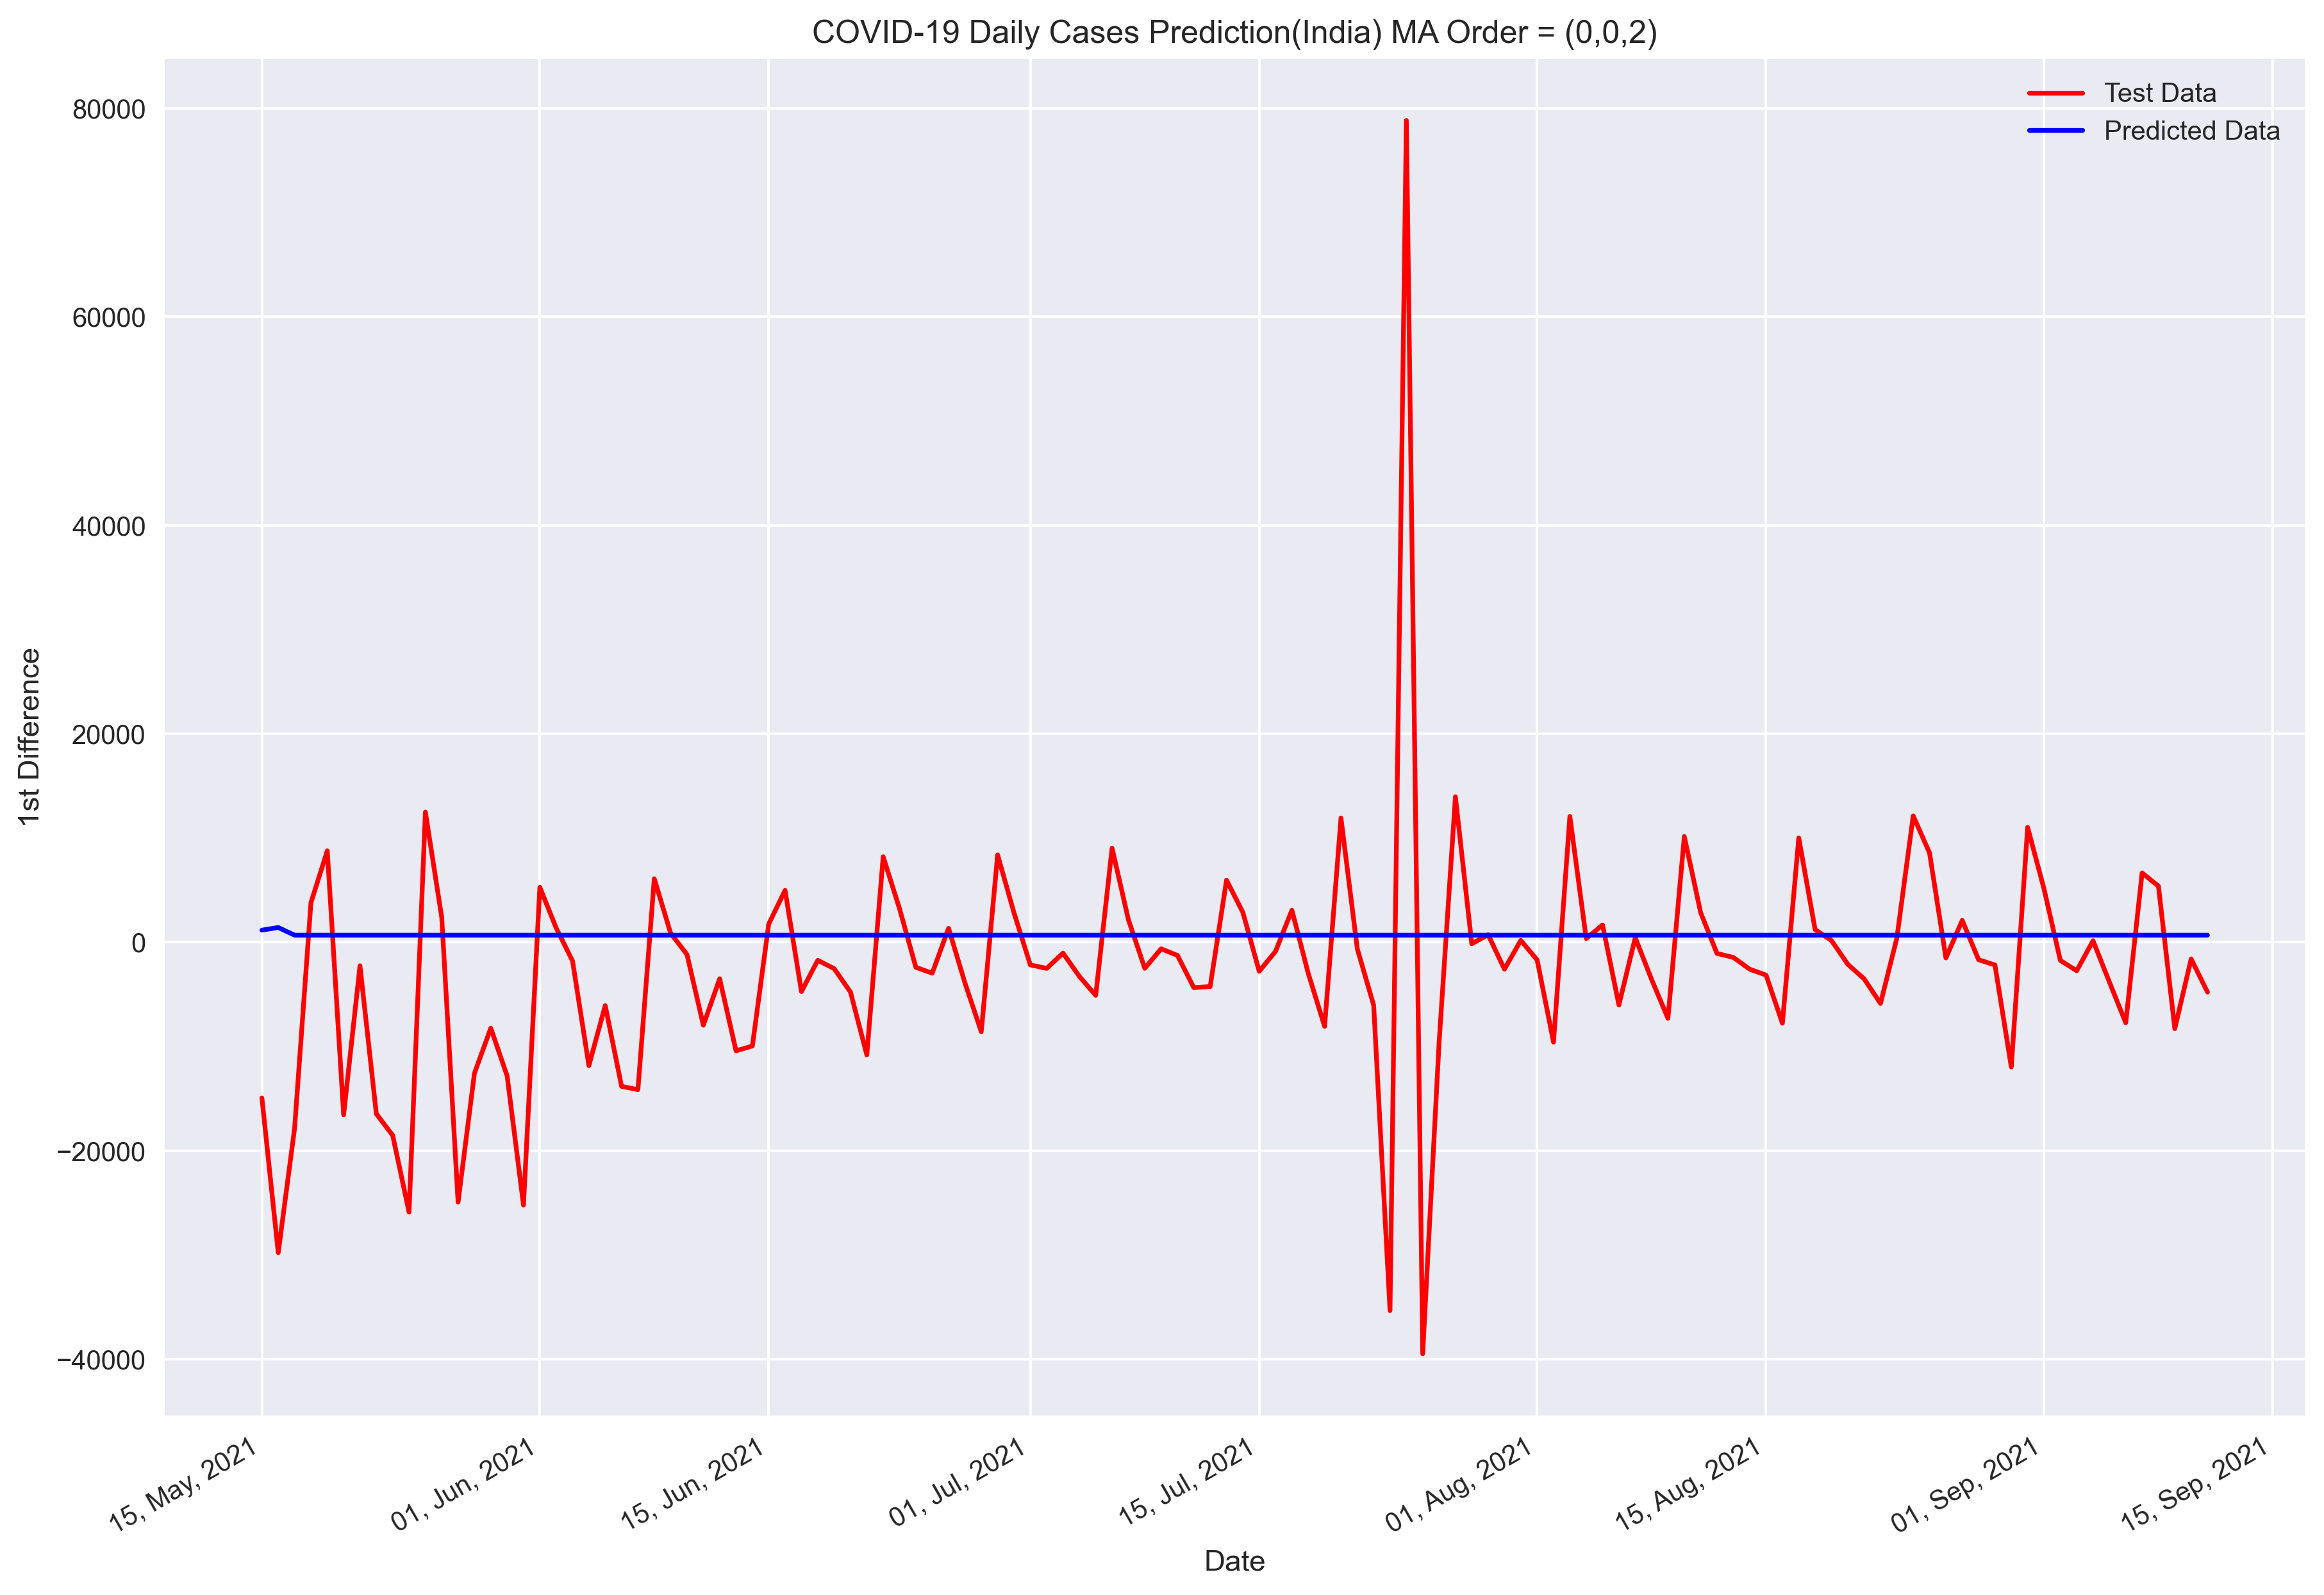 COVID-19 Daily Cases Prediction(India) MA Order = (0,0,2)
Test Data
Predicted Data
80000
60000
40000
20000
0
−20000
−40000
1st Difference
15, May, 2021
01, Jun, 2021
15, Jun, 2021
01, Jul, 2021
15, Jul, 2021
01, Aug, 2021
15, Aug, 2021
01, Sep, 2021
15, Sep, 2021
Date